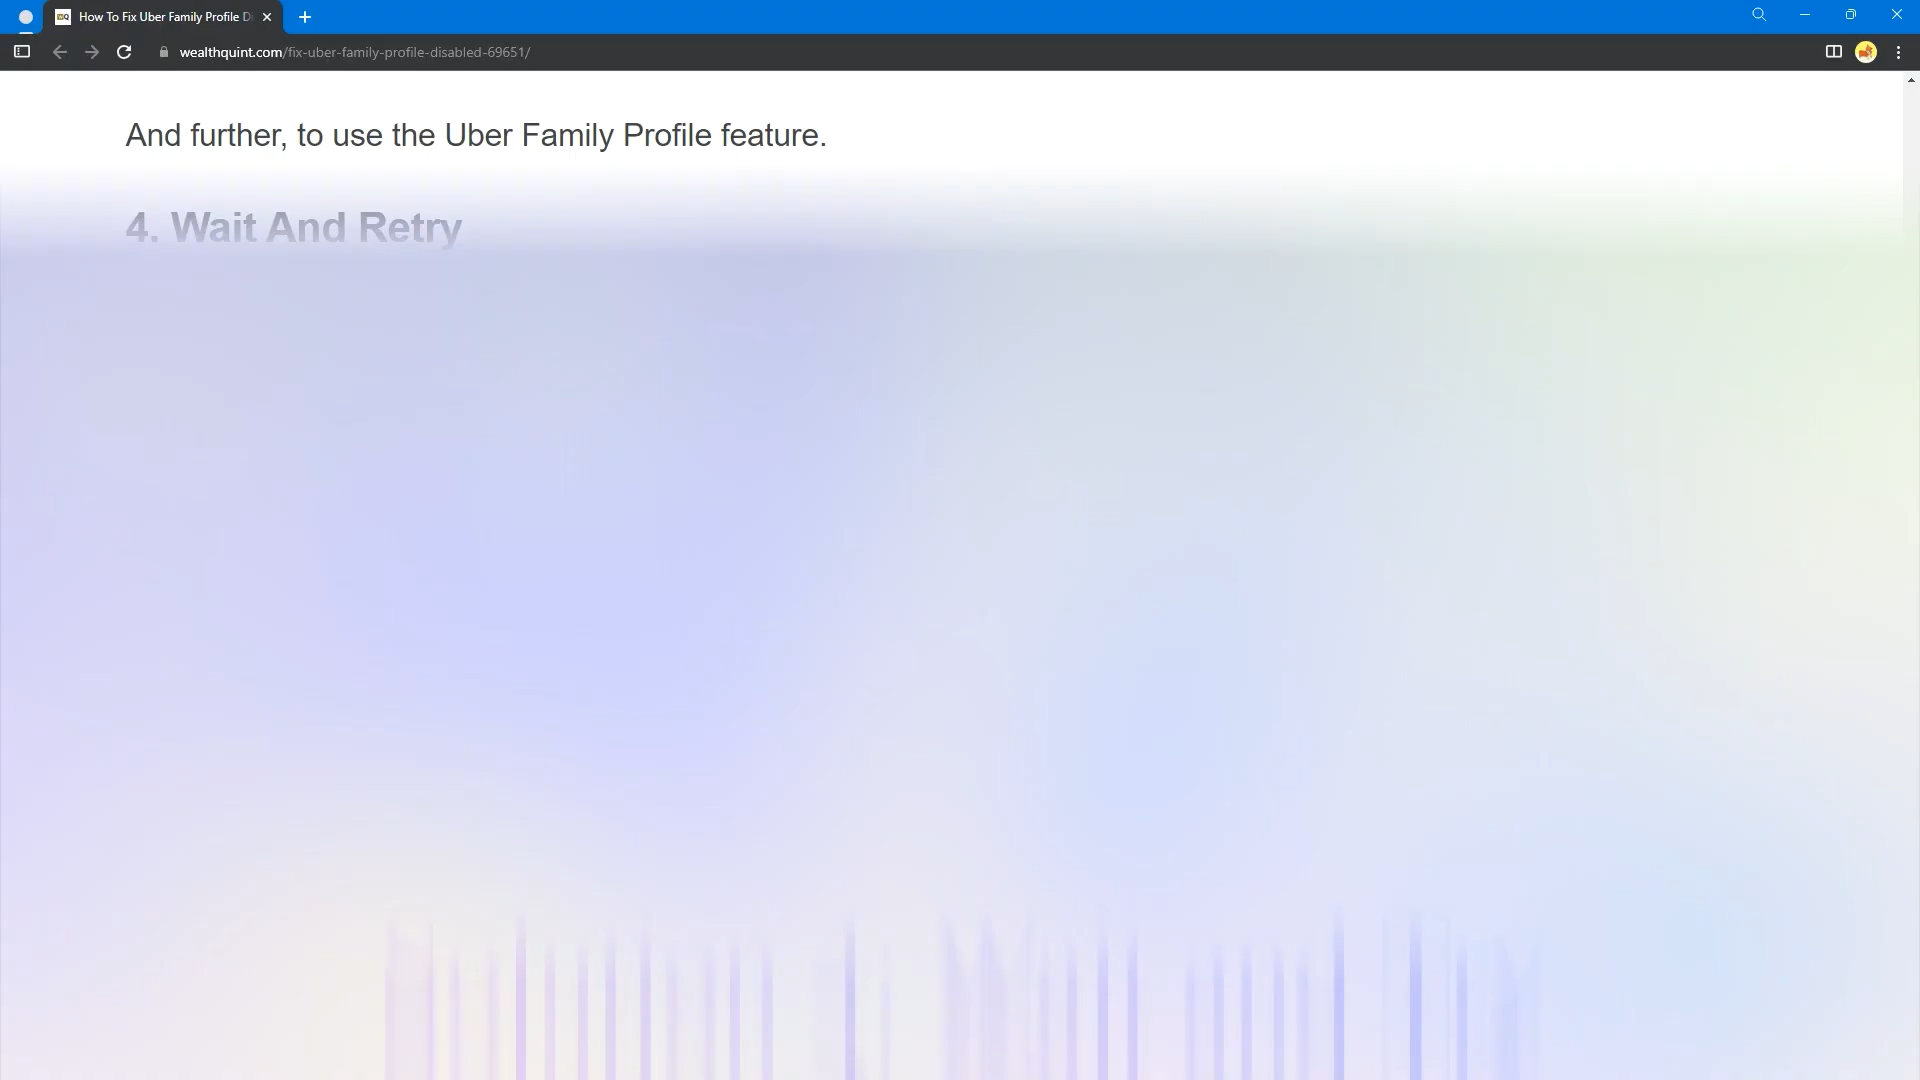 How To Fix Uber Family Profile D
wealthquint.com/fix-uber-family-profile-disabled-69651/
And further, to use the Uber Family Profile feature.
4. Wait And Retry